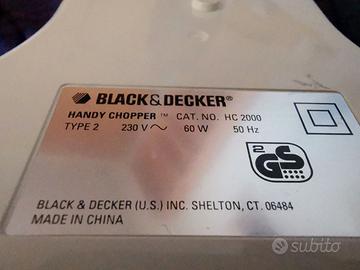 BLACK&DECKER®
HANDY CHOPPER™ CAT. NO. HC 2000
TYPE 2 230 V ~ 60 W 50 Hz
2
GS
BLACK & DECKER (U.S.) INC. SHELTON, CT. 06484
MADE IN CHINA
subito